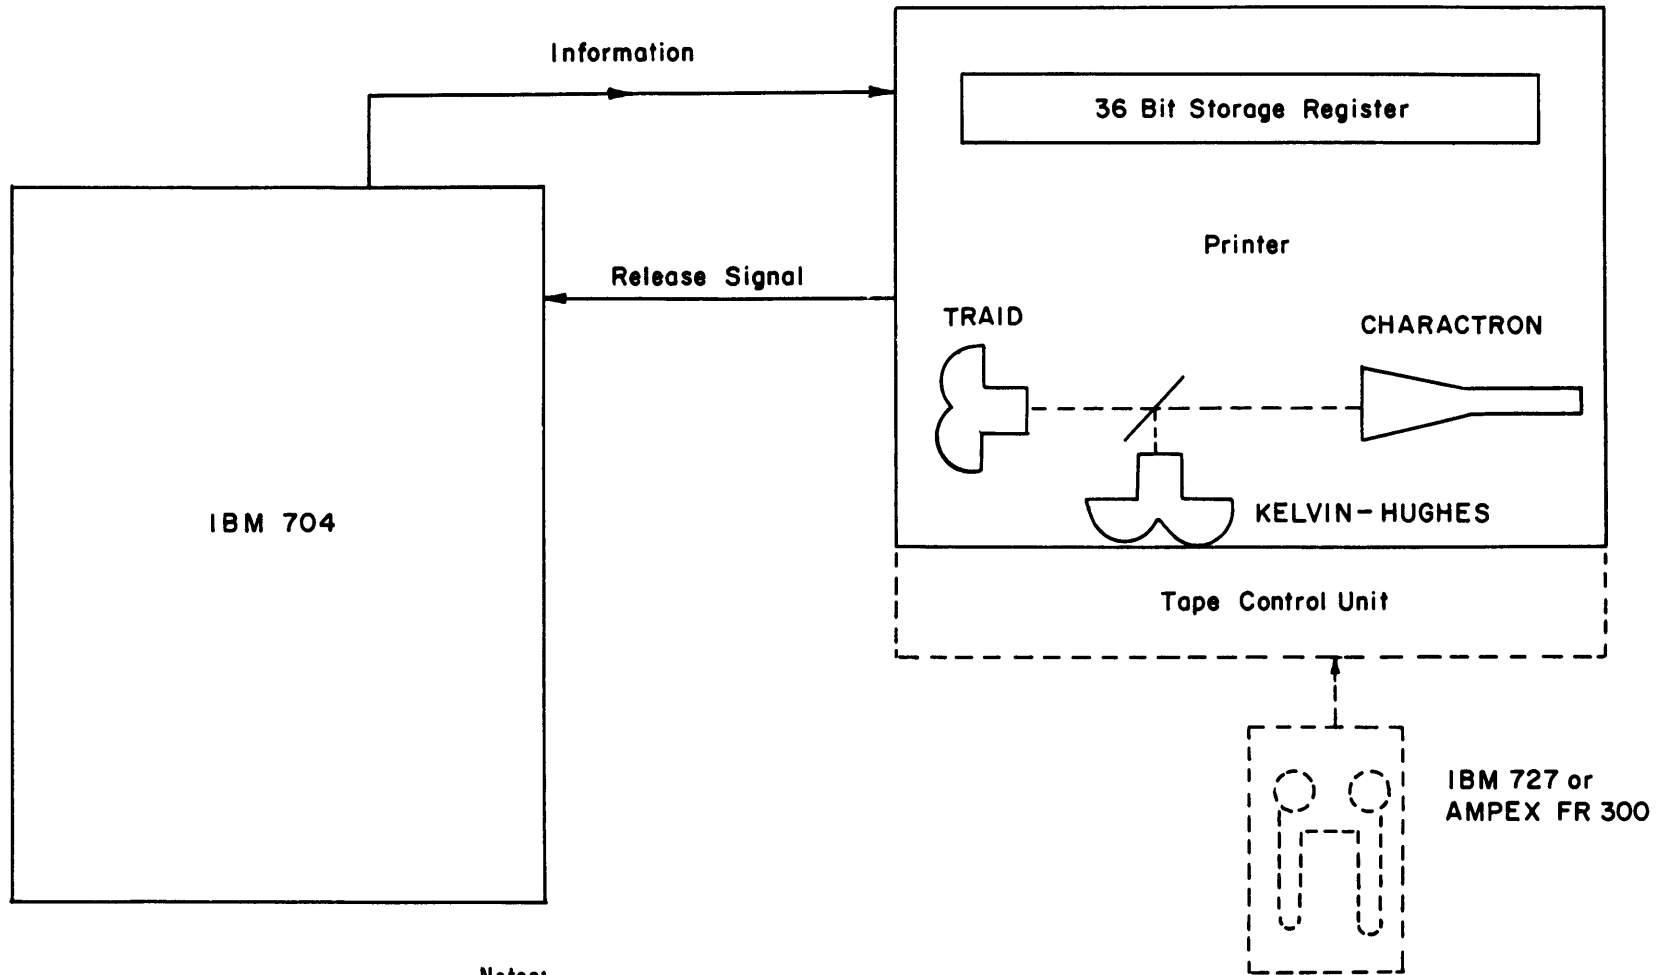 Information
36 Bit Storage Register
Printer
Release Signal
TRAID
CHARACTRON
IBM 704
KELVIN-HUGHES
Tape Control Unit
IBM 727 or
AMPEX FR 300
Notes: